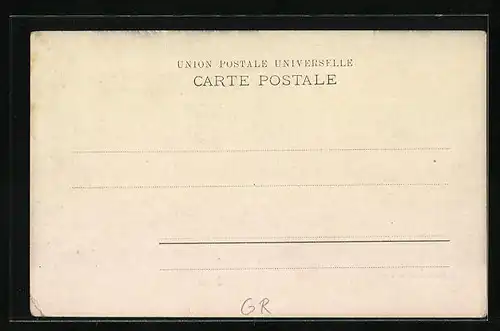 UNION POSTALE UNIVERSELLE
CARTE POSTALE
GR